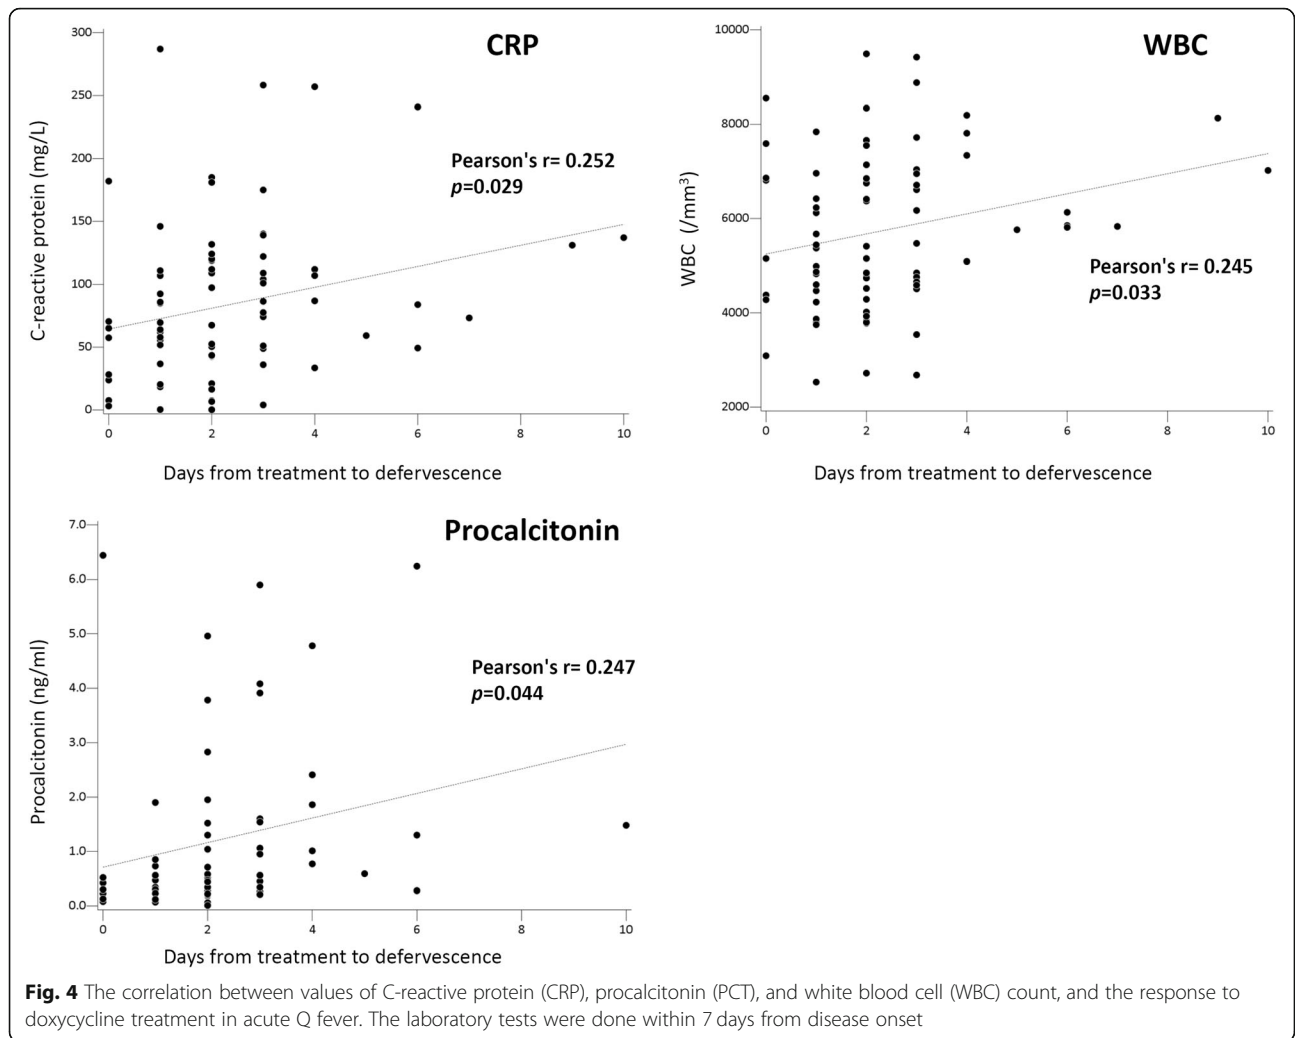 CRP
300
250
200
150
100
50
0
C-reactive protein (mg/L)
Pearson's r= 0.252
p=0.029
0 2 4 6 8 10
Days from treatment to defervescence
WBC
10000
8000
6000
4000
2000
WBC (/mm³)
Pearson's r= 0.245
p=0.033
0 2 4 6 8 10
Days from treatment to defervescence
Procalcitonin
7.0
6.0
5.0
4.0
3.0
2.0
1.0
0.0
Procalcitonin (ng/ml)
Pearson's r= 0.247
p=0.044
0 2 4 6 8 10
Days from treatment to defervescence
Fig. 4 The correlation between values of C-reactive protein (CRP), procalcitonin (PCT), and white blood cell (WBC) count, and the response to
doxycycline treatment in acute Q fever. The laboratory tests were done within 7 days from disease onset